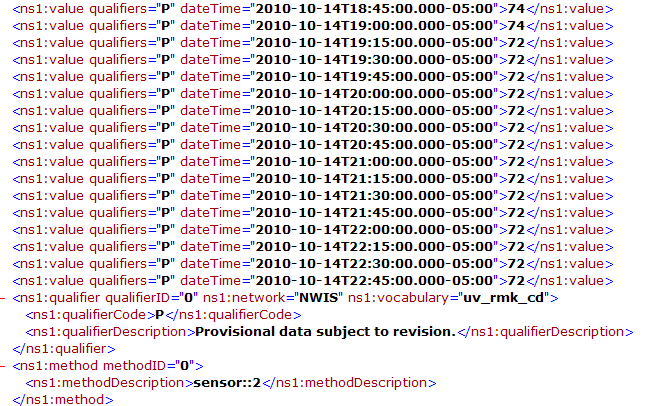 <ns1:value qualifiers="P" dateTime="2010-10-14T18:45:00.000-05:00">74</ns1:value>
<ns1:value qualifiers="P" dateTime="2010-10-14T19:00:00.000-05:00">74</ns1:value>
<ns1:value qualifiers="P" dateTime="2010-10-14T19:15:00.000-05:00">72</ns1:value>
<ns1:value qualifiers="P" dateTime="2010-10-14T19:30:00.000-05:00">72</ns1:value>
<ns1:value qualifiers="P" dateTime="2010-10-14T19:45:00.000-05:00">72</ns1:value>
<ns1:value qualifiers="P" dateTime="2010-10-14T20:00:00.000-05:00">72</ns1:value>
<ns1:value qualifiers="P" dateTime="2010-10-14T20:15:00.000-05:00">72</ns1:value>
<ns1:value qualifiers="P" dateTime="2010-10-14T20:30:00.000-05:00">72</ns1:value>
<ns1:value qualifiers="P" dateTime="2010-10-14T20:45:00.000-05:00">72</ns1:value>
<ns1:value qualifiers="P" dateTime="2010-10-14T21:00:00.000-05:00">72</ns1:value>
<ns1:value qualifiers="P" dateTime="2010-10-14T21:15:00.000-05:00">72</ns1:value>
<ns1:value qualifiers="P" dateTime="2010-10-14T21:30:00.000-05:00">72</ns1:value>
<ns1:value qualifiers="P" dateTime="2010-10-14T21:45:00.000-05:00">72</ns1:value>
<ns1:value qualifiers="P" dateTime="2010-10-14T22:00:00.000-05:00">72</ns1:value>
<ns1:value qualifiers="P" dateTime="2010-10-14T22:15:00.000-05:00">72</ns1:value>
<ns1:value qualifiers="P" dateTime="2010-10-14T22:30:00.000-05:00">72</ns1:value>
<ns1:value qualifiers="P" dateTime="2010-10-14T22:45:00.000-05:00">72</ns1:value>
- <ns1:qualifier qualifierID="0" ns1:network="NWIS" ns1:vocabulary="uv_rmk_cd">
<ns1:qualifierCode>P</ns1:qualifierCode>
<ns1:qualifierDescription>Provisional data subject to revision.</ns1:qualifierDescription>
</ns1:qualifier>
- <ns1:method methodID="0">
<ns1:methodDescription>sensor::2</ns1:methodDescription>
</ns1:method>